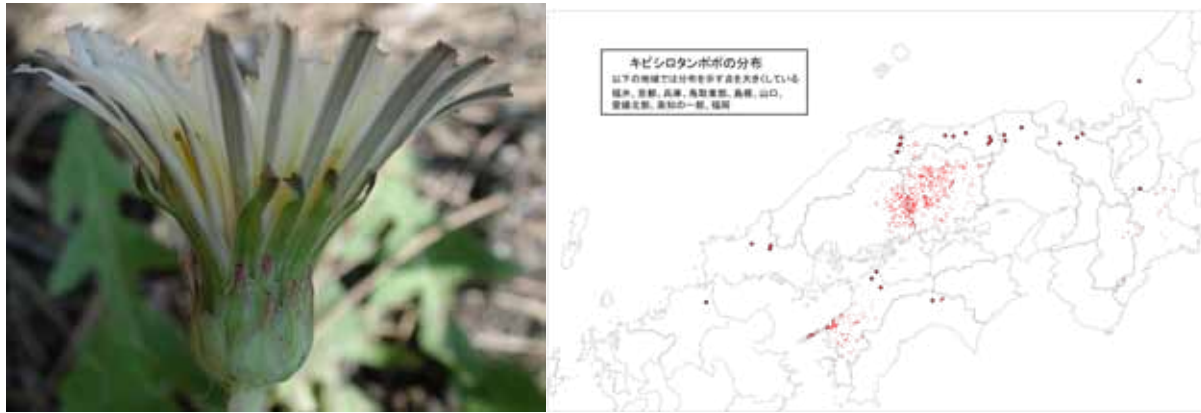 キビシロタンポポの分布
以下の地域では分布を示す点を大きくしている
福井、京都、兵庫、鳥取東部、島根、山口、
愛媛北部、高知の一部、福岡